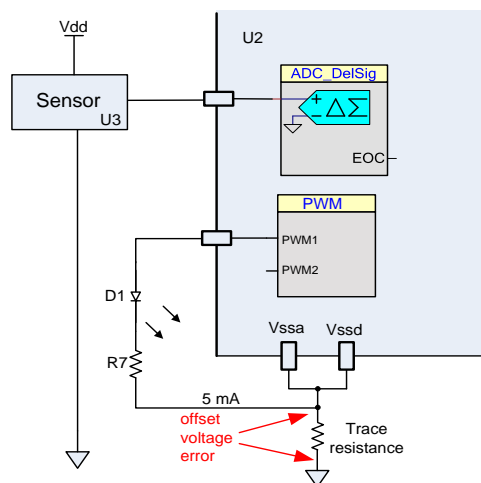 Vdd
U2
Sensor
U3
ADC_DelSig
+
−
ΔΣ
EOC
PWM
PWM1
PWM2
D1
Vssa
Vssd
R7
5 mA
offset
voltage
error
Trace
resistance